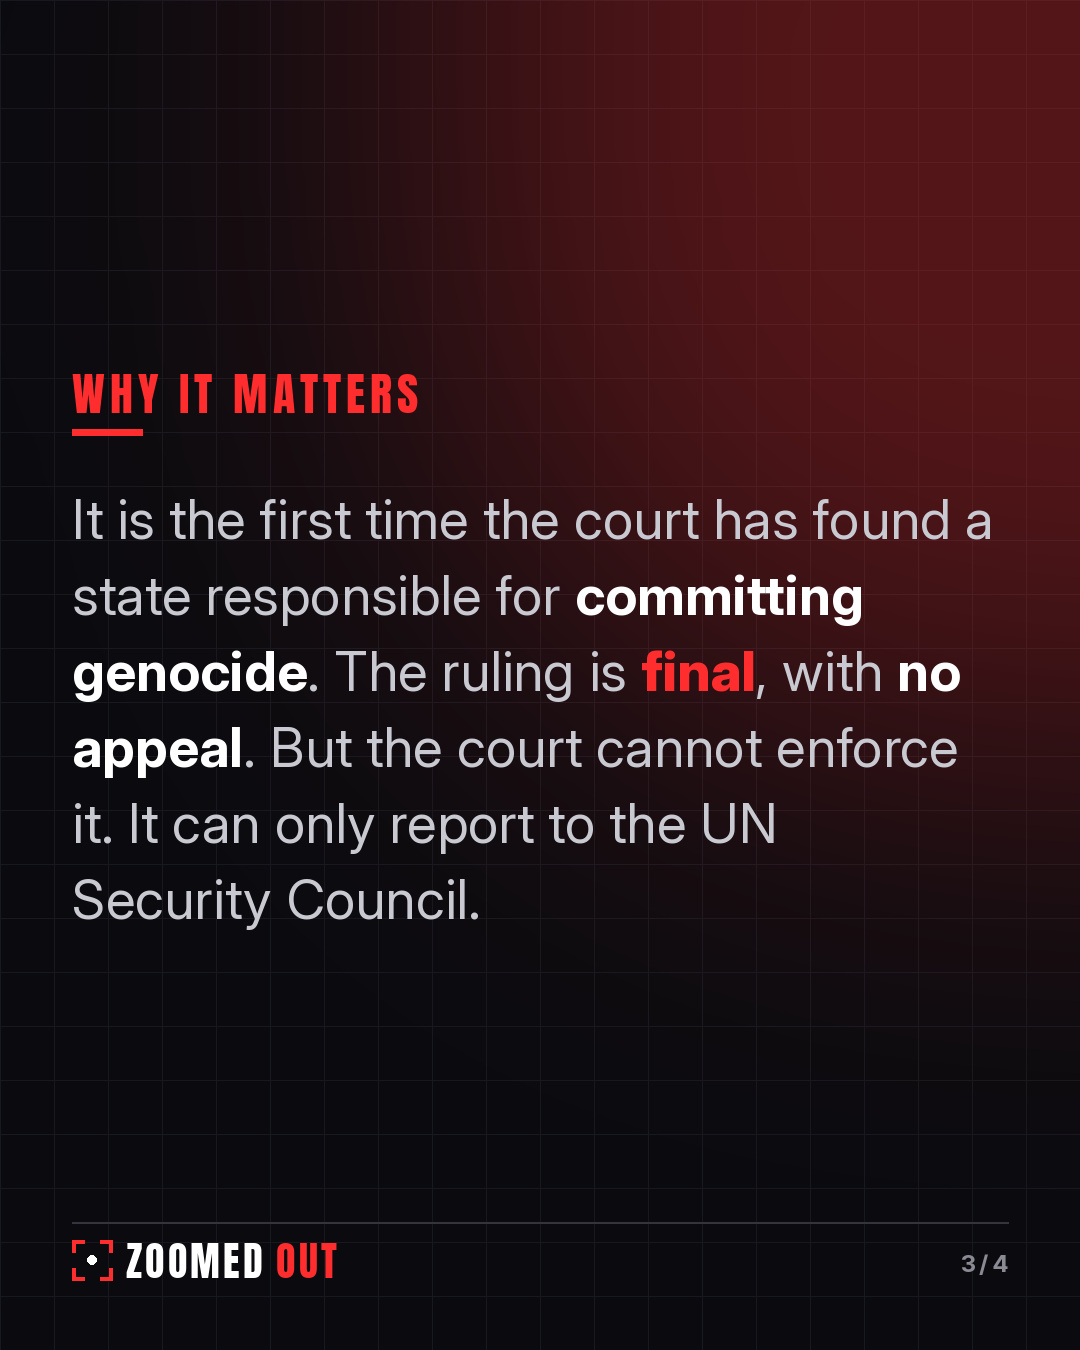 WHY IT MATTERS
It is the first time the court has found a
state responsible for committing
genocide. The ruling is final, with no
appeal. But the court cannot enforce
it. It can only report to the UN
Security Council.
ZOOMED OUT
3/4